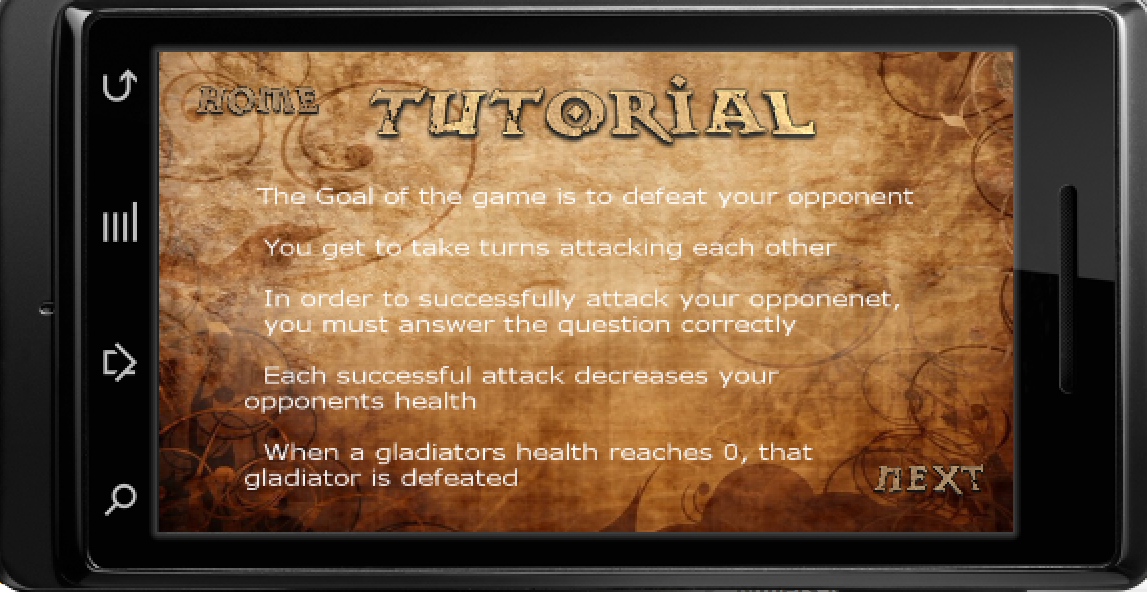 HOME
TUTORIAL
The Goal of the game is to defeat your opponent
You get to take turns attacking each other
In order to successfully attack your opponenet,
you must answer the question correctly
Each successful attack decreases your
opponents health
When a gladiators health reaches 0, that
gladiator is defeated
NEXT